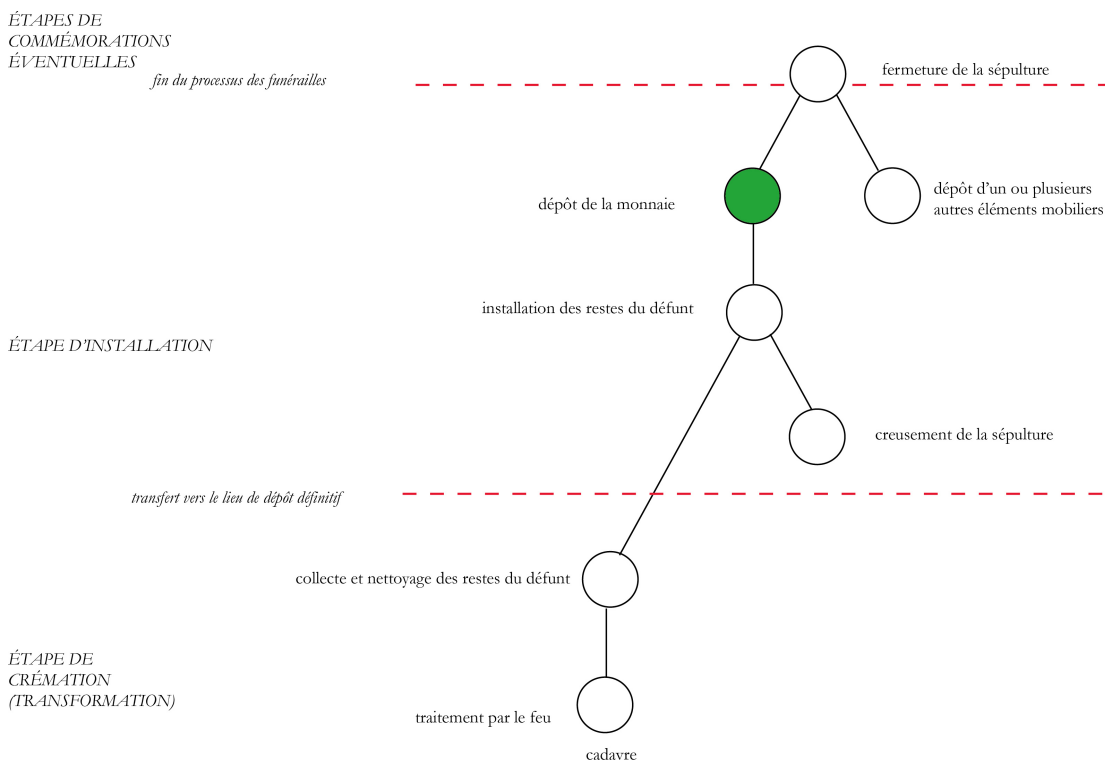 ÉTAPES DE
COMMÉMORATIONS
ÉVENTUELLES
fin du processus des funérailles
fermeture de la sépulture
dépôt de la monnaie
dépôt d'un ou plusieurs
autres éléments mobiliers
installation des restes du défunt
ÉTAPE D'INSTALLATION
creusement de la sépulture
transfert vers le lieu de dépôt définitif
collecte et nettoyage des restes du défunt
ÉTAPE DE
CRÉMATION
(TRANSFORMATION)
traitement par le feu
cadavre